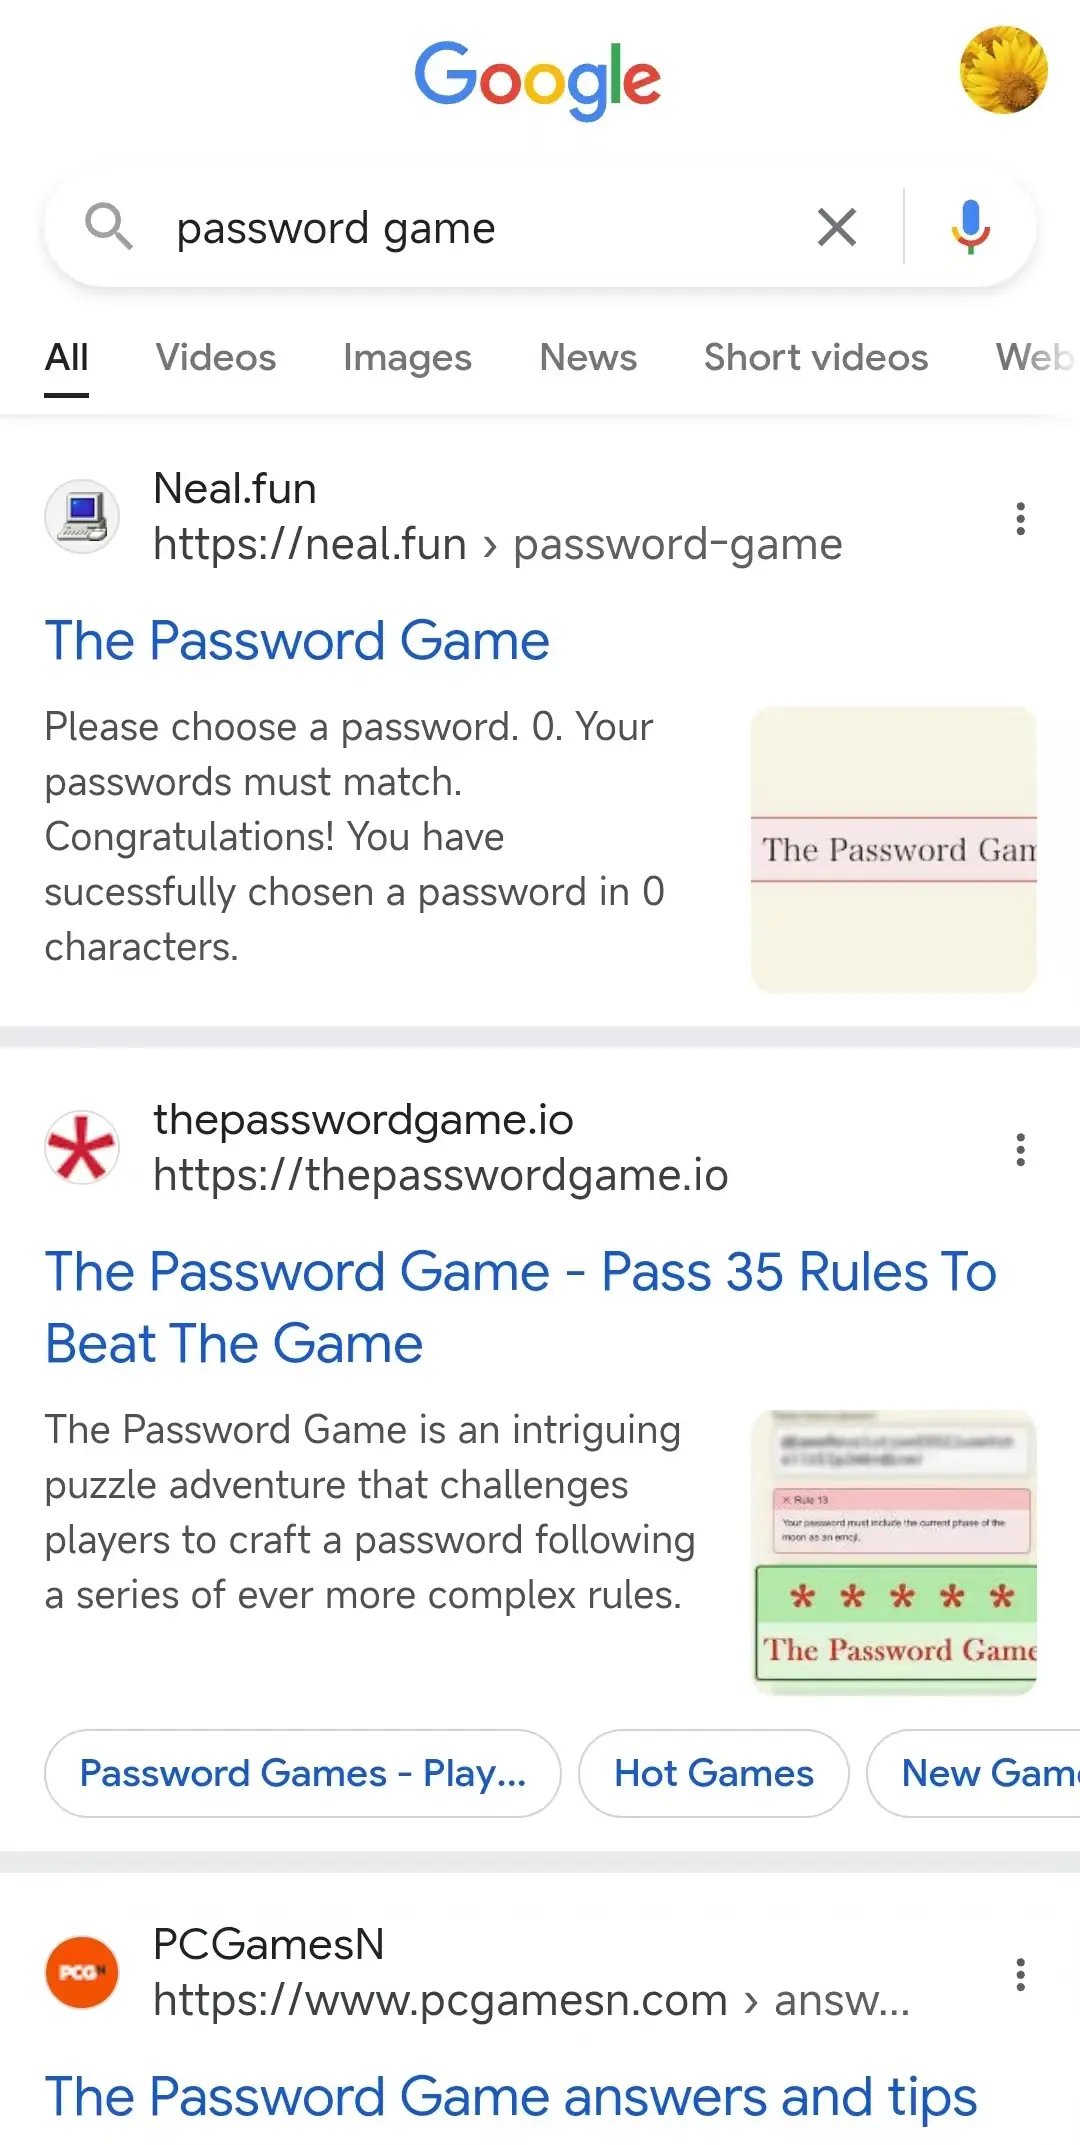 Google
password game
All Videos Images News Short videos Web
Neal.fun
https://neal.fun › password-game
The Password Game
Please choose a password. 0. Your
passwords must match.
Congratulations! You have
sucessfully chosen a password in 0
characters.
The Password Gam
thepasswordgame.io
https://thepasswordgame.io
The Password Game - Pass 35 Rules To
Beat The Game
The Password Game is an intriguing
puzzle adventure that challenges
players to craft a password following
a series of ever more complex rules.
× Rule 13
Your password must include the current phase of the
moon as an emoji.
* * * * *
The Password Game
Password Games - Play... Hot Games New Game
PCGamesN
PCGN
https://www.pcgamesn.com › answ...
The Password Game answers and tips